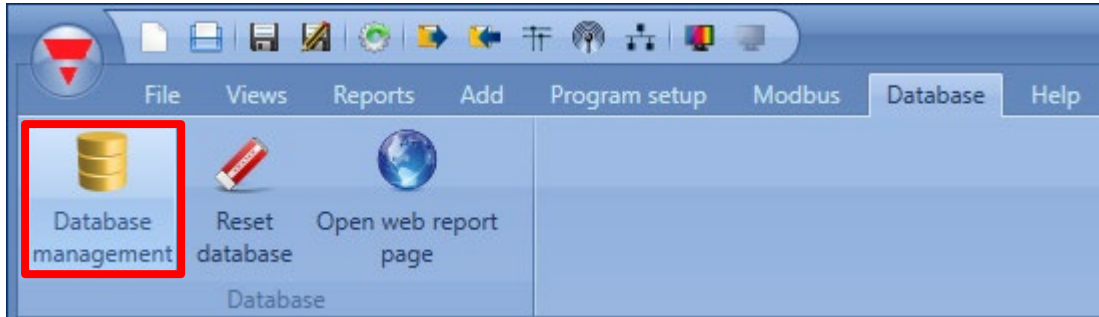 File Views Reports Add Program setup Modbus Database Help
Database management
Reset database
Open web report page
Database